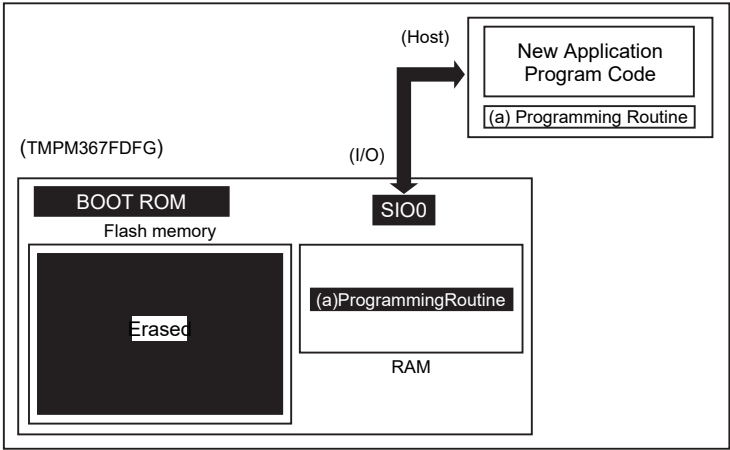 (Host)
New Application
Program Code
(a) Programming Routine
(TMPM367FDFG)
(I/O)
BOOT ROM
SIO0
Flash memory
(a)ProgrammingRoutine
Erased
RAM